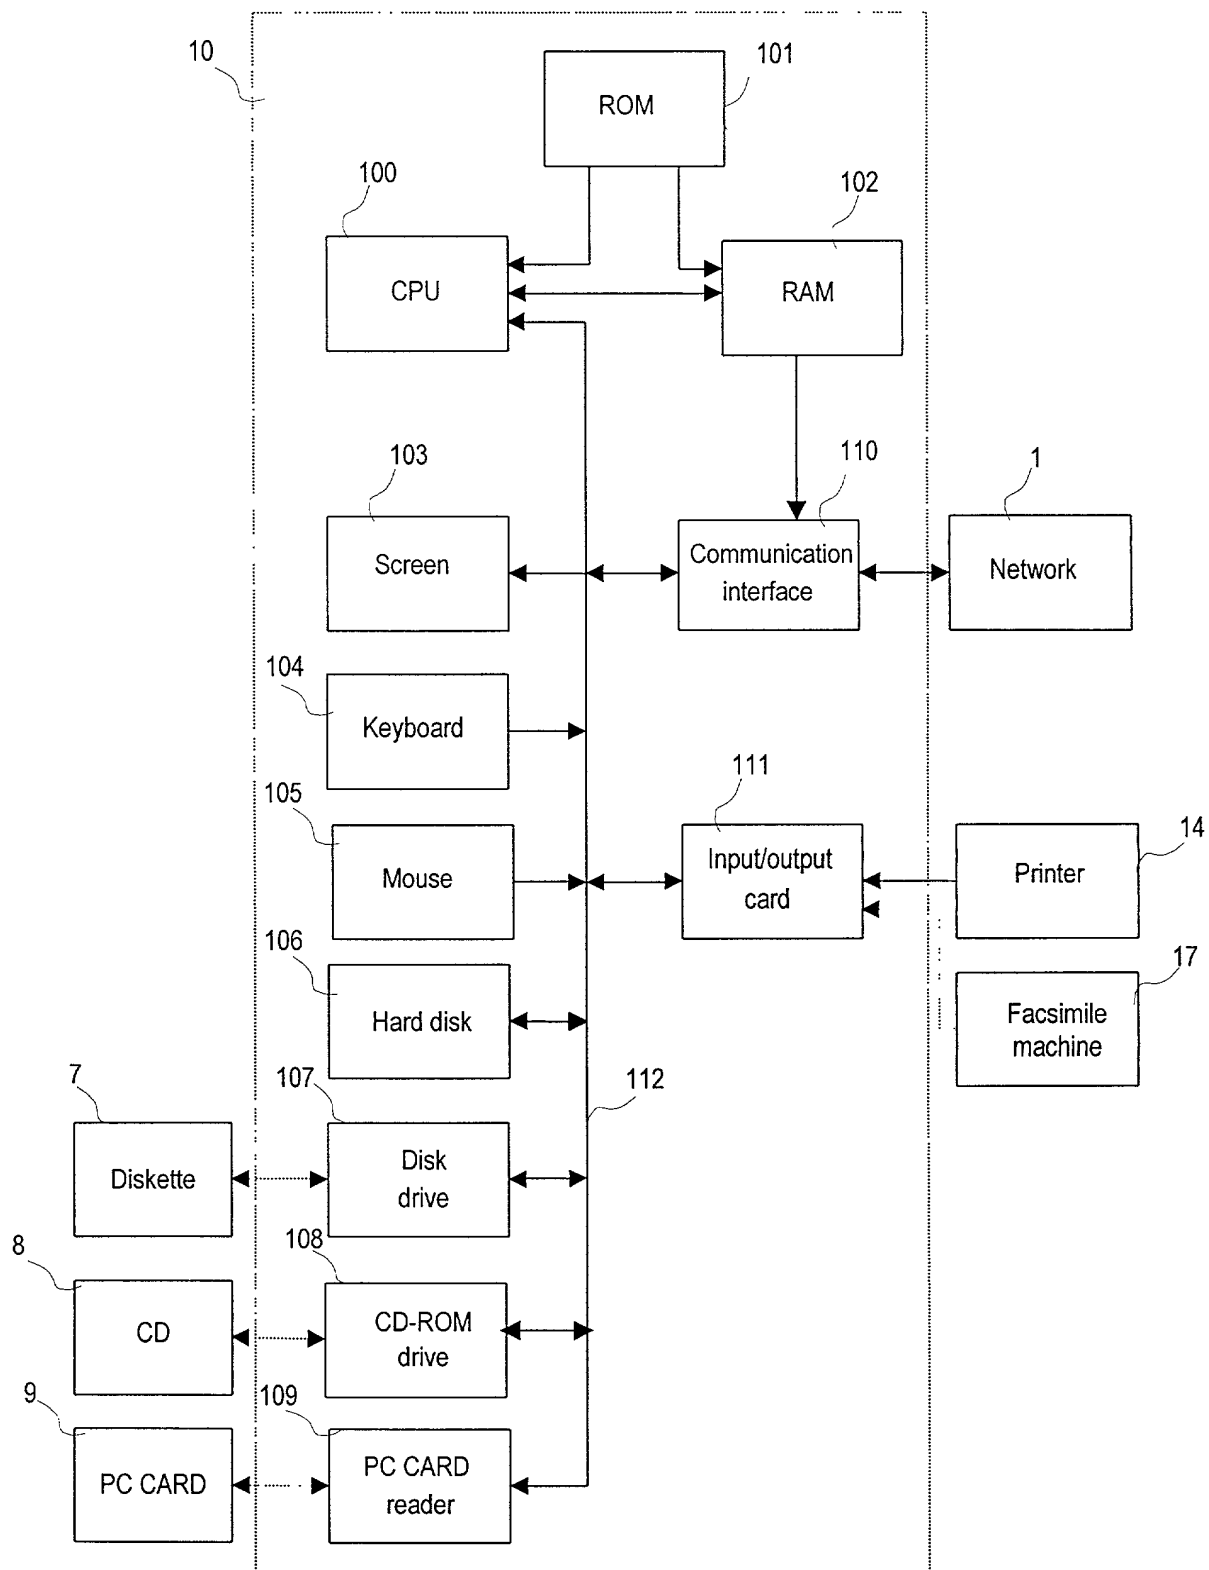 10
101
ROM
100
102
CPU
RAM
103
110
1
Screen
Communication
interface
Network
104
Keyboard
105
111
14
Mouse
Input/output
card
Printer
106
17
Hard disk
Facsimile
machine
7
107
112
Diskette
Disk
drive
8
108
CD
CD-ROM
drive
9
109
PC CARD
PC CARD
reader